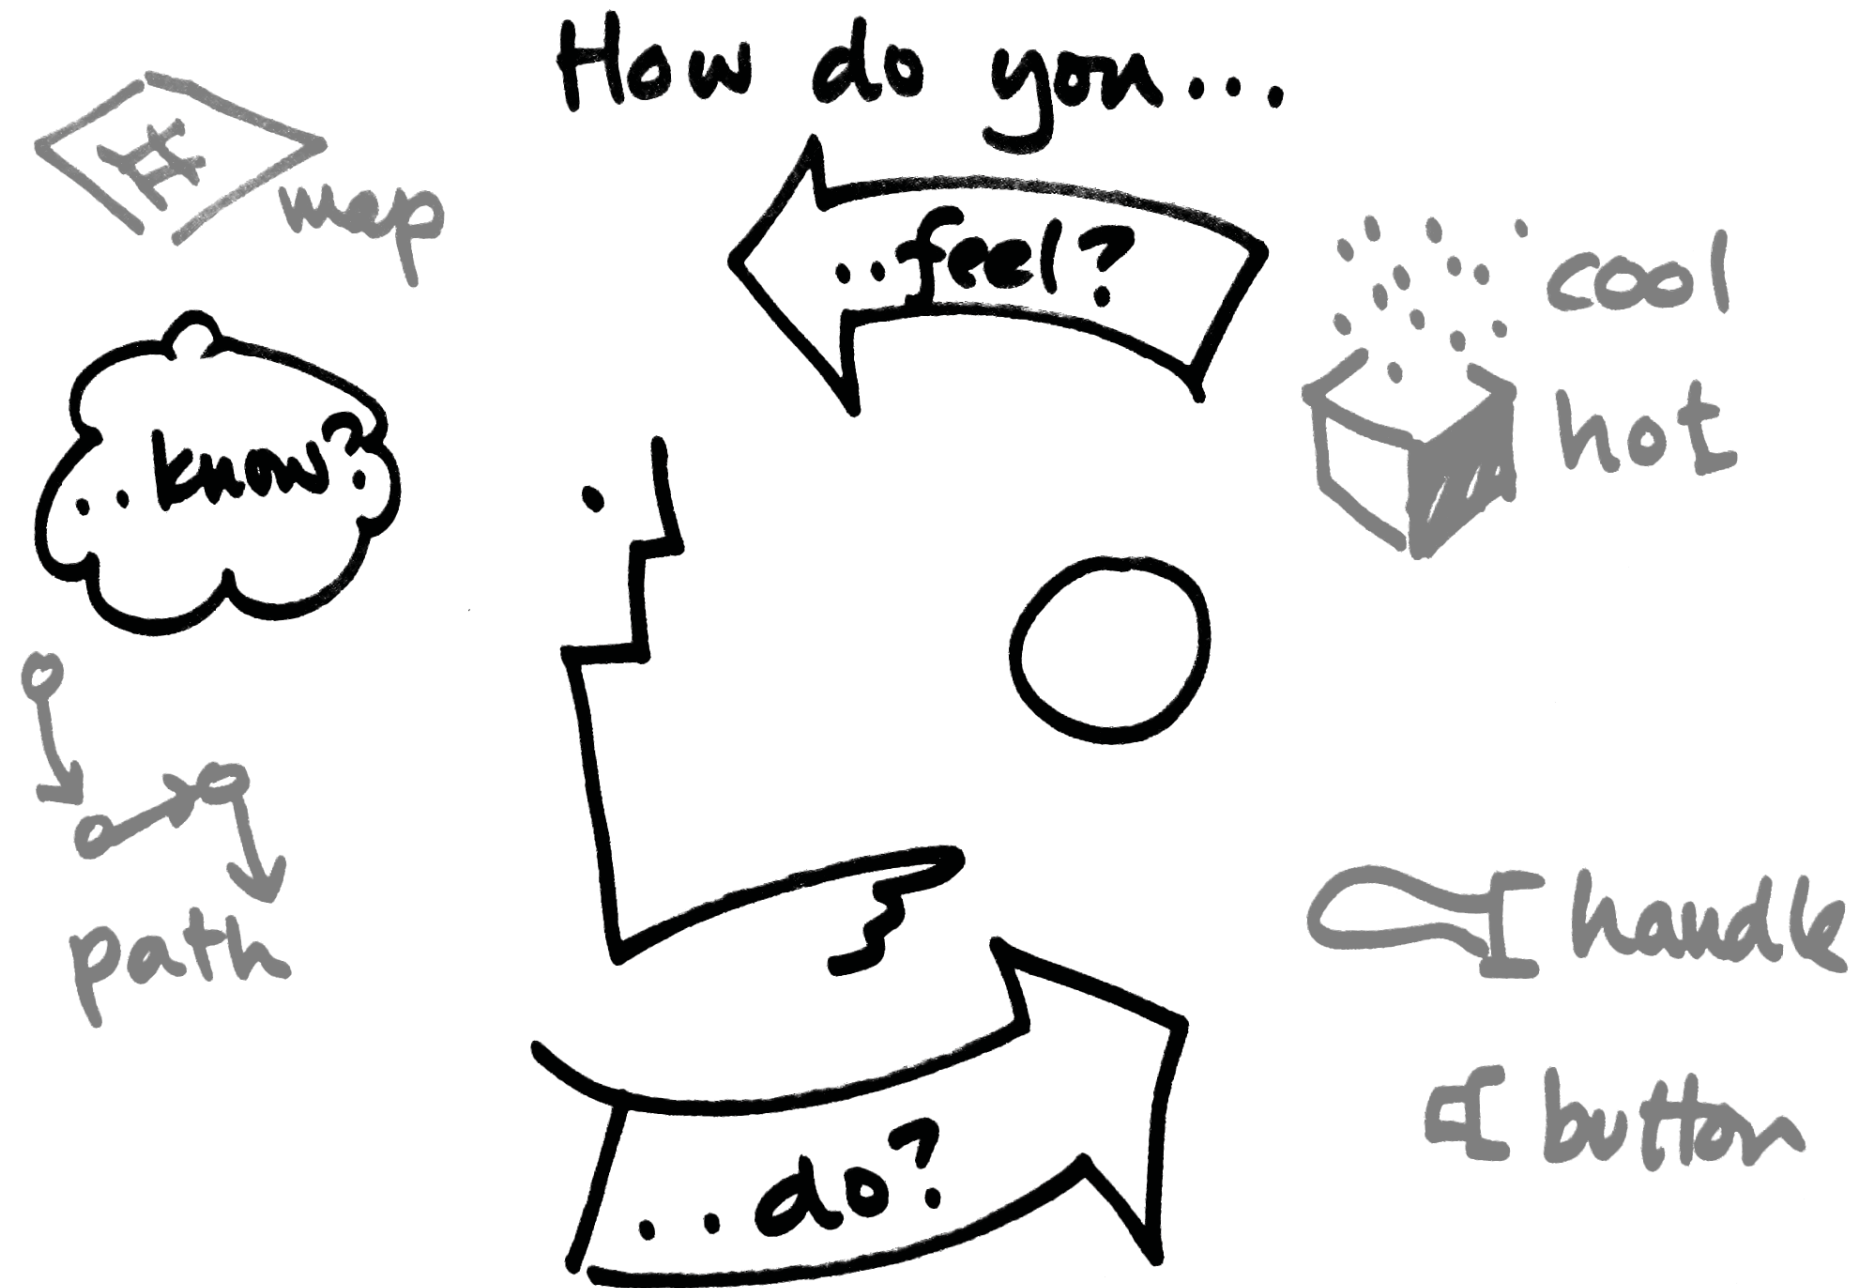 How do you...
map
..feel?
cool
hot
..know?
path
handle
button
..do?